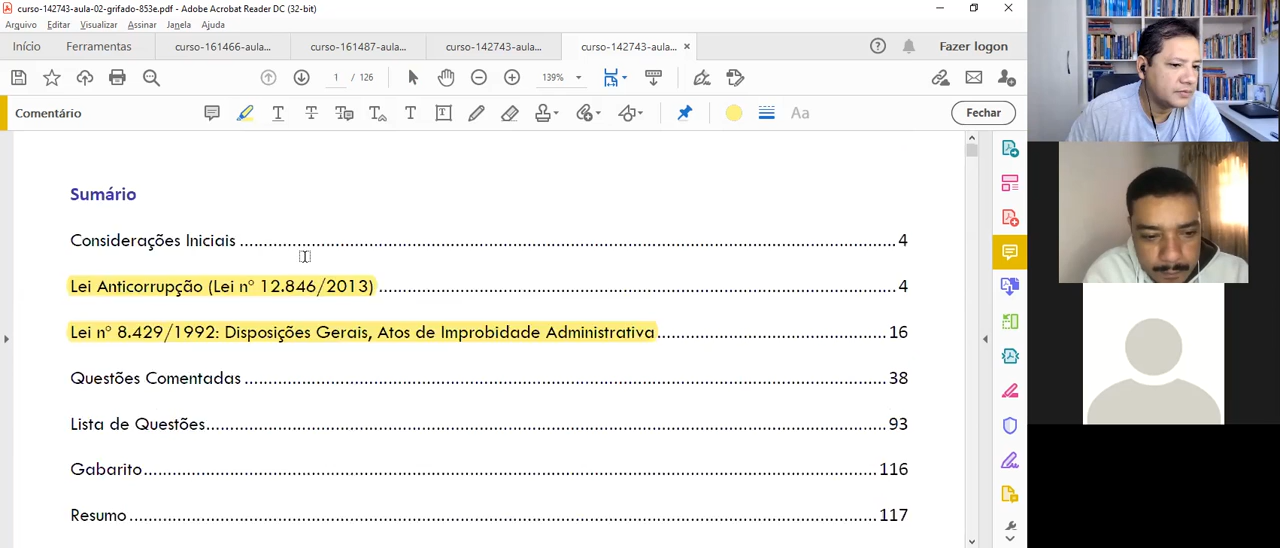 curso-142743-aula-02-grifado-853e.pdf - Adobe Acrobat Reader DC (32-bit)
Arquivo Editar Visualizar Assinar Janela Ajuda
Início Ferramentas curso-161466-aula... curso-161487-aula... curso-142743-aula... curso-142743-aula... × Fazer logon
1 / 126 139%
Comentário Aa Fechar
Sumário
Considerações Iniciais ........ 4
Lei Anticorrupção (Lei nº 12.846/2013) ........ 4
Lei nº 8.429/1992: Disposições Gerais, Atos de Improbidade Administrativa ........ 16
Questões Comentadas ........ 38
Lista de Questões ........ 93
Gabarito ........ 116
Resumo ........ 117